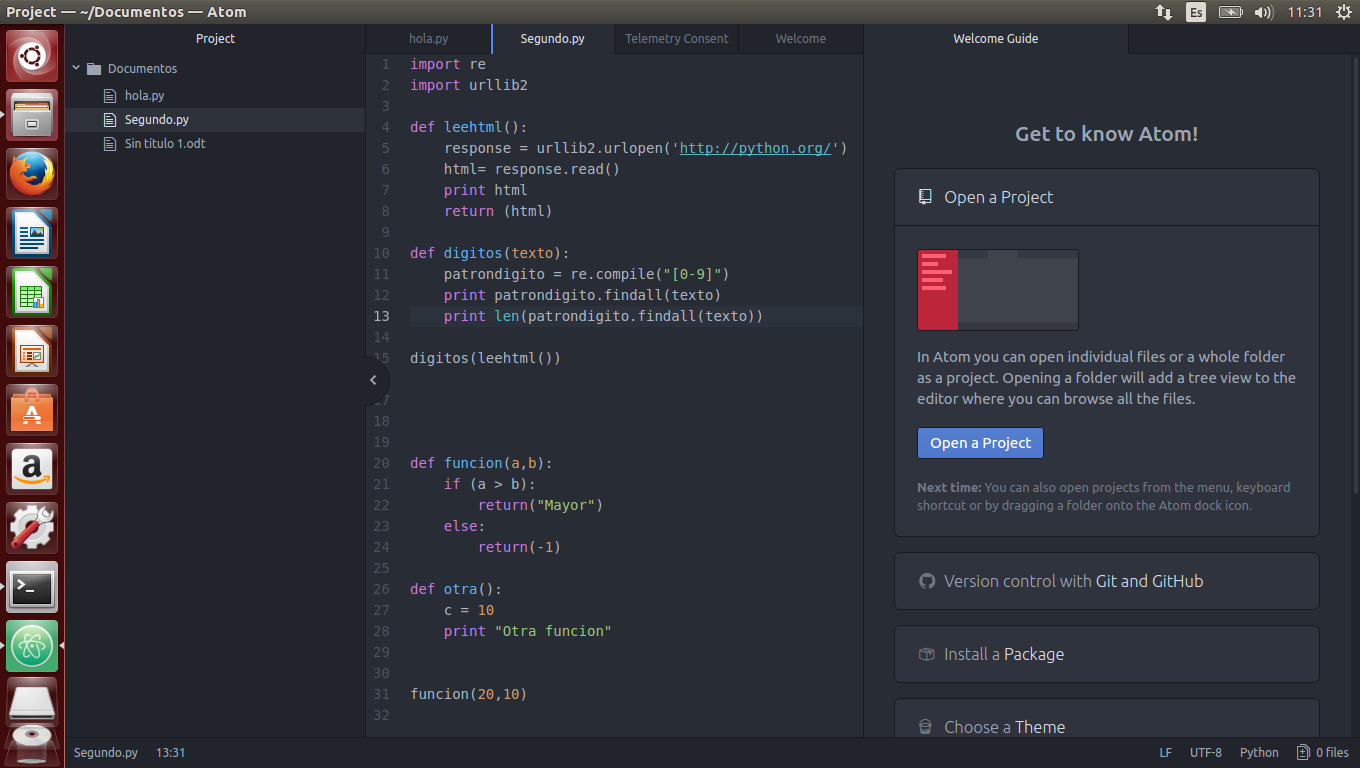 Project — ~/Documentos — Atom
Es
11:31
Project
Documentos
hola.py
Segundo.py
Sin título 1.odt
hola.py
Segundo.py
Telemetry Consent
Welcome
Welcome Guide
1 import re
2 import urllib2
3
4 def leehtml():
5 response = urllib2.urlopen('http://python.org/')
6 html= response.read()
7 print html
8 return (html)
9
10 def digitos(texto):
11 patrondigito = re.compile("[0-9]")
12 print patrondigito.findall(texto)
13 print len(patrondigito.findall(texto))
14
15 digitos(leehtml())
17
18
19
20 def funcion(a,b):
21 if (a > b):
22 return("Mayor")
23 else:
24 return(-1)
25
26 def otra():
27 c = 10
28 print "Otra funcion"
29
30
31 funcion(20,10)
32
Get to know Atom!
Open a Project
In Atom you can open individual files or a whole folder
as a project. Opening a folder will add a tree view to the
editor where you can browse all the files.
Open a Project
Next time: You can also open projects from the menu, keyboard
shortcut or by dragging a folder onto the Atom dock icon.
Version control with Git and GitHub
Install a Package
Choose a Theme
Segundo.py
13:31
LF
UTF-8
Python
0 files